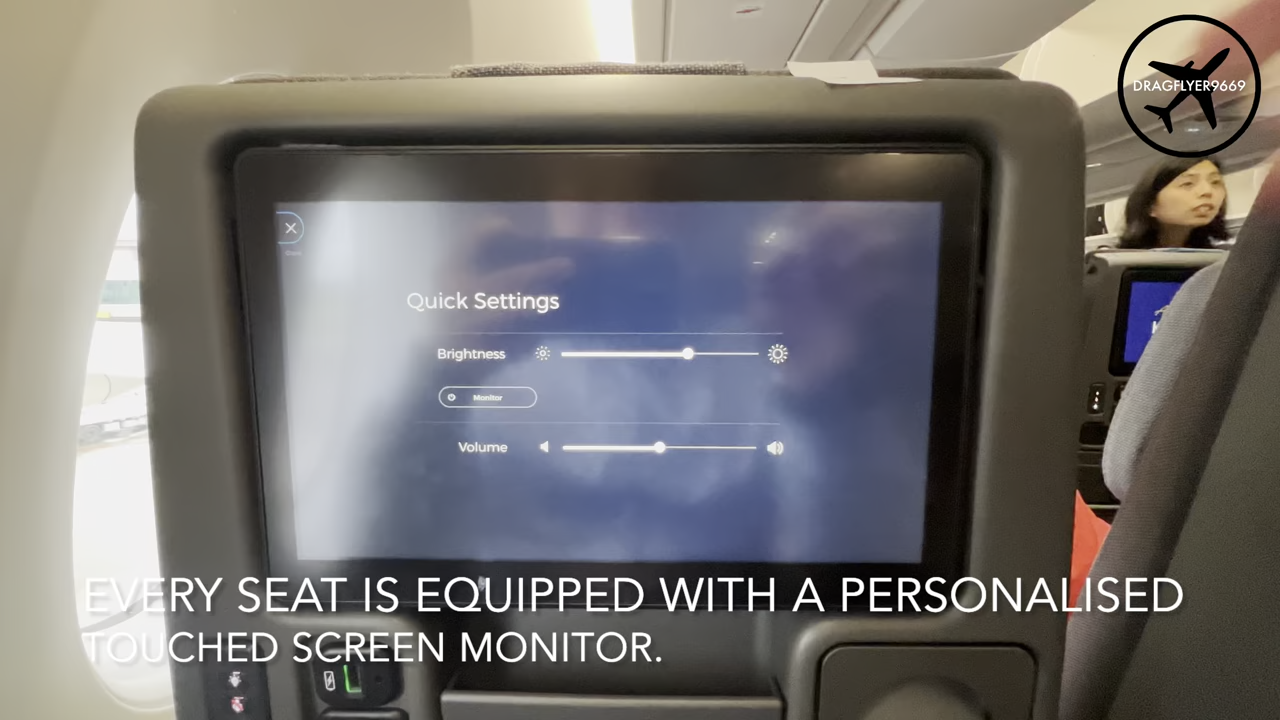 DRAGFLYER9669
Quick Settings
Brightness
Monitor
Volume
EVERY SEAT IS EQUIPPED WITH A PERSONALISED
TOUCHED SCREEN MONITOR.